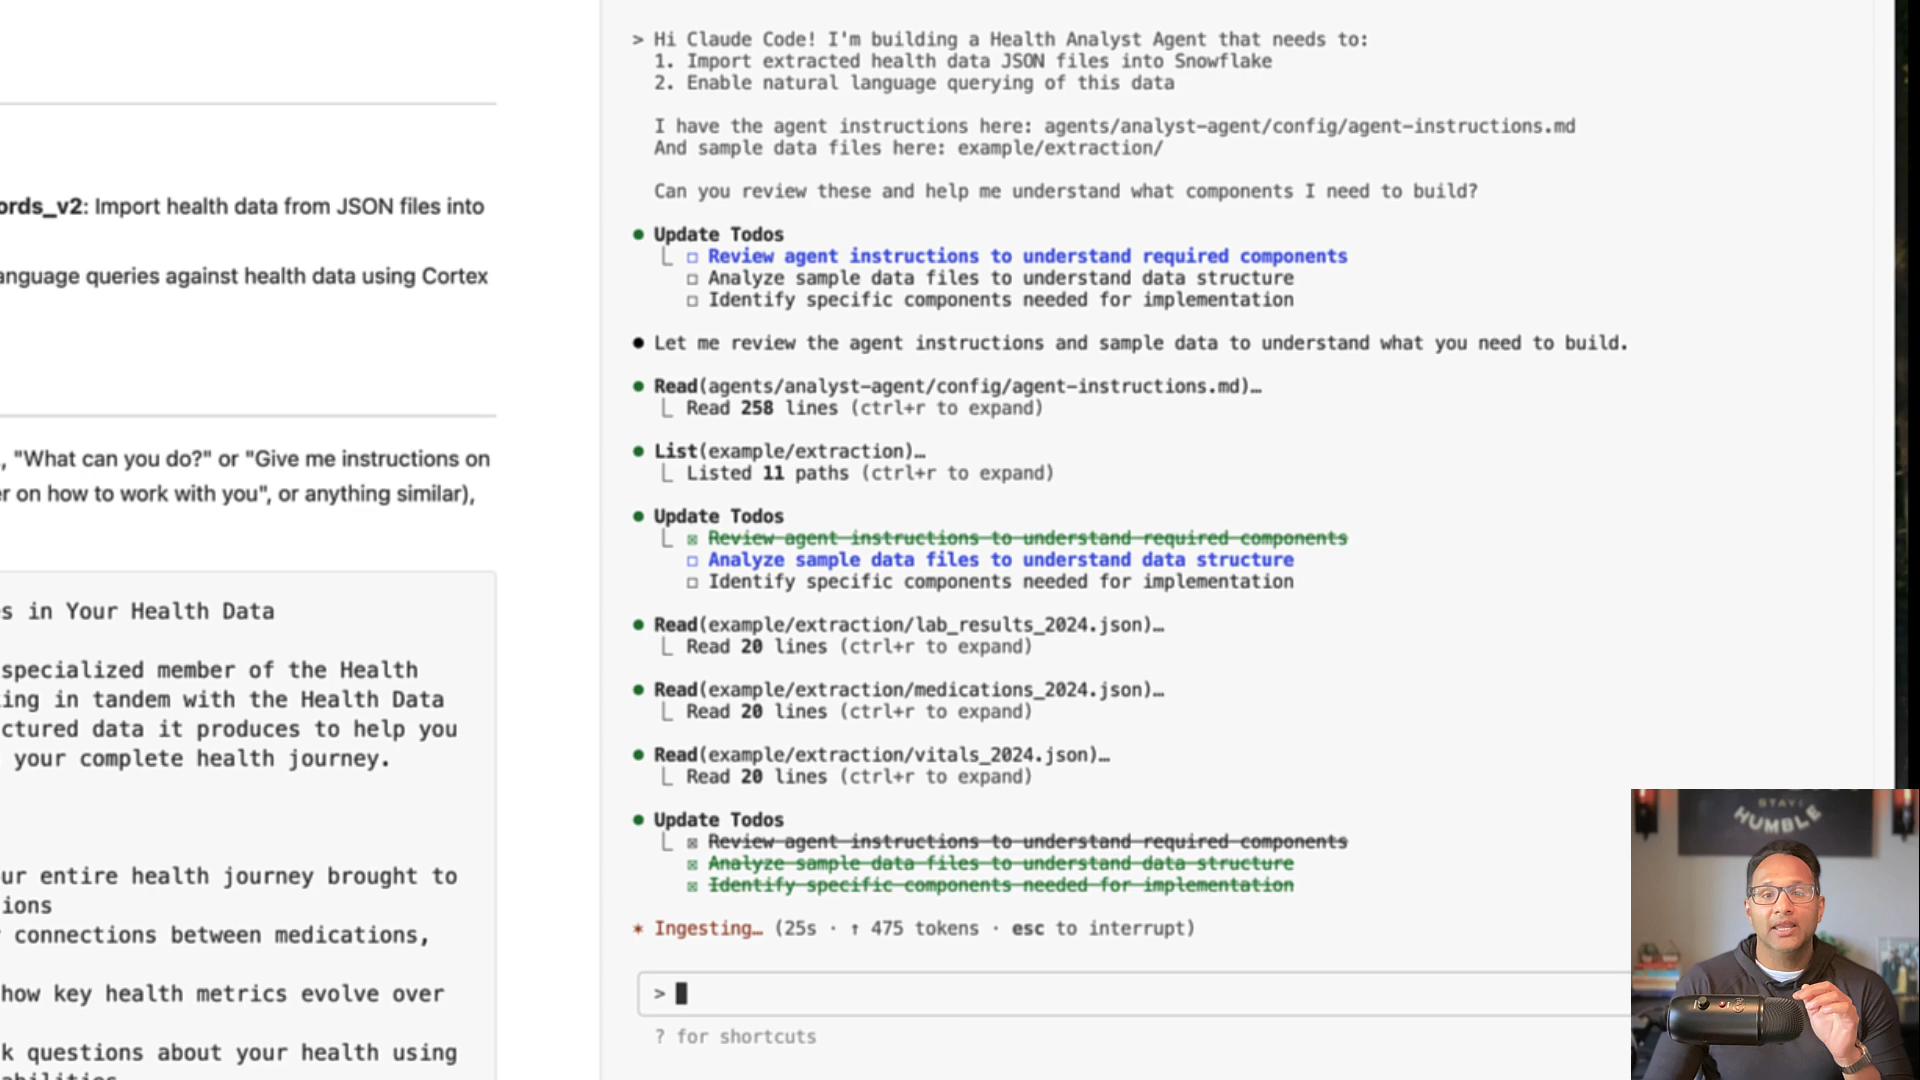 ords_v2: Import health data from JSON files into
anguage queries against health data using Cortex
, "What can you do?" or "Give me instructions on
er on how to work with you", or anything similar),
s in Your Health Data
specialized member of the Health
ing in tandem with the Health Data
ctured data it produces to help you
your complete health journey.
ur entire health journey brought to
ions
connections between medications,
how key health metrics evolve over
k questions about your health using
> Hi Claude Code! I'm building a Health Analyst Agent that needs to:
1. Import extracted health data JSON files into Snowflake
2. Enable natural language querying of this data
I have the agent instructions here: agents/analyst-agent/config/agent-instructions.md
And sample data files here: example/extraction/
Can you review these and help me understand what components I need to build?
● Update Todos
⎿ ☐ Review agent instructions to understand required components
☐ Analyze sample data files to understand data structure
☐ Identify specific components needed for implementation
● Let me review the agent instructions and sample data to understand what you need to build.
● Read(agents/analyst-agent/config/agent-instructions.md)…
⎿ Read 258 lines (ctrl+r to expand)
● List(example/extraction)…
⎿ Listed 11 paths (ctrl+r to expand)
● Update Todos
⎿ ☒ Review agent instructions to understand required components
☐ Analyze sample data files to understand data structure
☐ Identify specific components needed for implementation
● Read(example/extraction/lab_results_2024.json)…
⎿ Read 20 lines (ctrl+r to expand)
● Read(example/extraction/medications_2024.json)…
⎿ Read 20 lines (ctrl+r to expand)
● Read(example/extraction/vitals_2024.json)…
⎿ Read 20 lines (ctrl+r to expand)
● Update Todos
⎿ ☒ Review agent instructions to understand required components
☒ Analyze sample data files to understand data structure
☒ Identify specific components needed for implementation
✶ Ingesting… (25s · ↑ 475 tokens · esc to interrupt)
>
? for shortcuts
STAY
HUMBLE